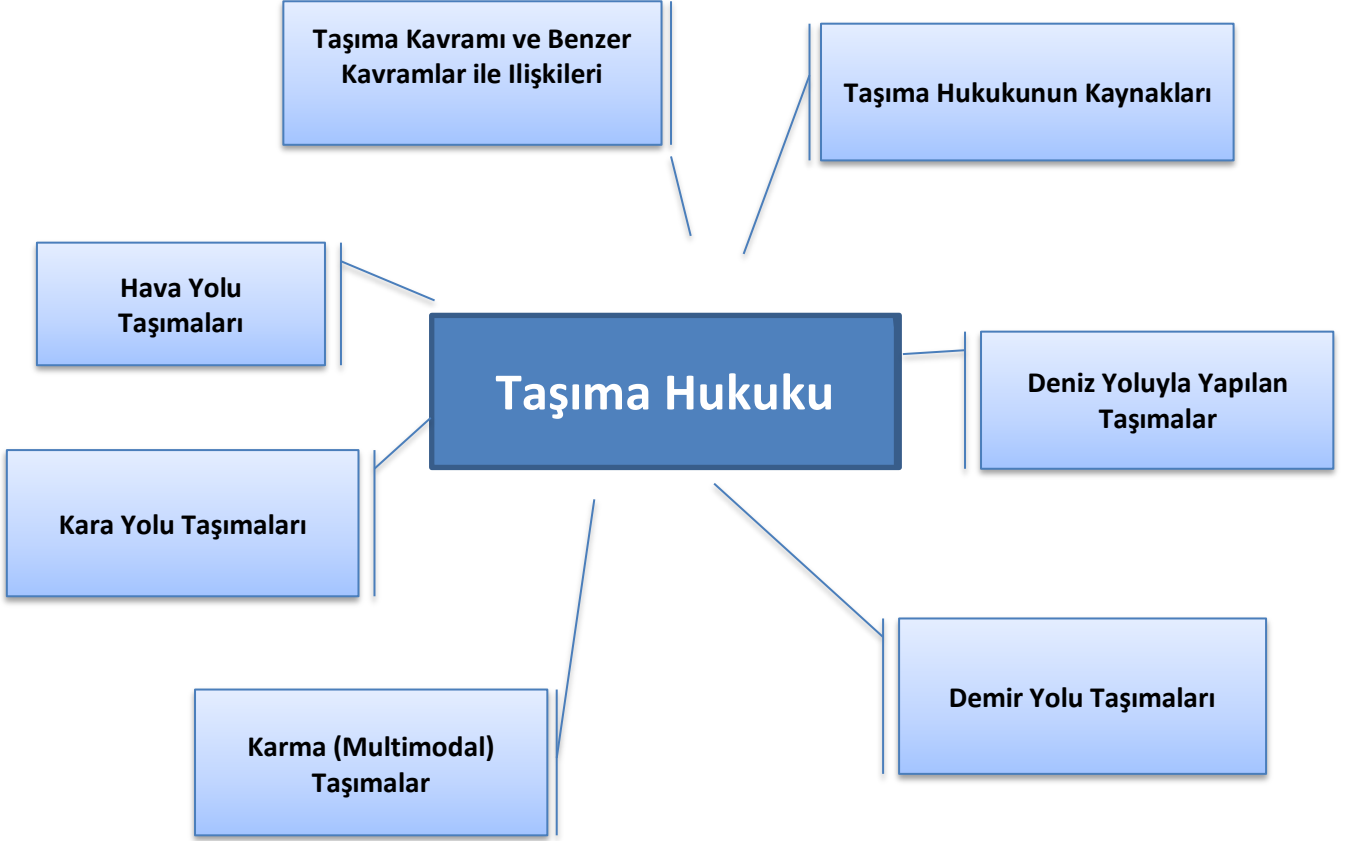 Taşıma Kavramı ve Benzer
Kavramlar ile Ilişkileri
Taşıma Hukukunun Kaynakları
Hava Yolu
Taşımaları
Taşıma Hukuku
Deniz Yoluyla Yapılan
Taşımalar
Kara Yolu Taşımaları
Demir Yolu Taşımaları
Karma (Multimodal)
Taşımalar